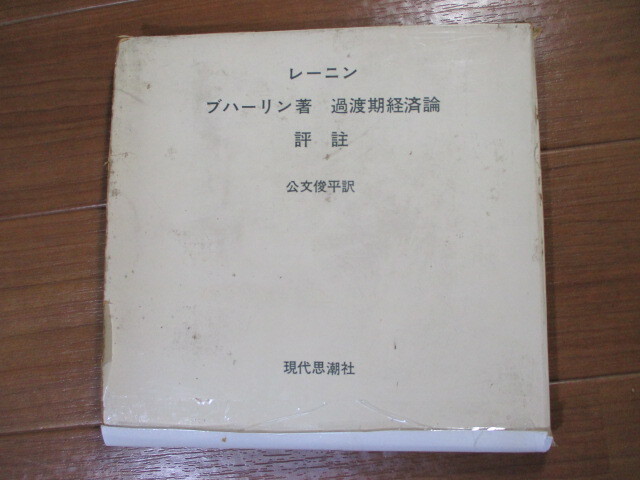 レーニン
ブハーリン著　過渡期経済論
評　註
公文俊平訳
現代思潮社